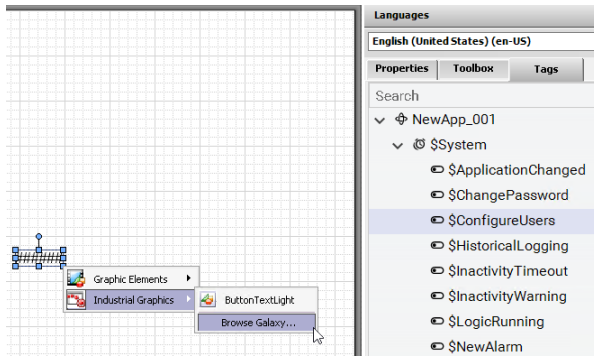 Languages
English (United States) (en-US)
Properties Toolbox Tags
Search
NewApp_001
$System
$ApplicationChanged
$ChangePassword
$ConfigureUsers
$HistoricalLogging
$InactivityTimeout
$InactivityWarning
$LogicRunning
$NewAlarm
######
Graphic Elements
Industrial Graphics
ButtonTextLight
Browse Galaxy...